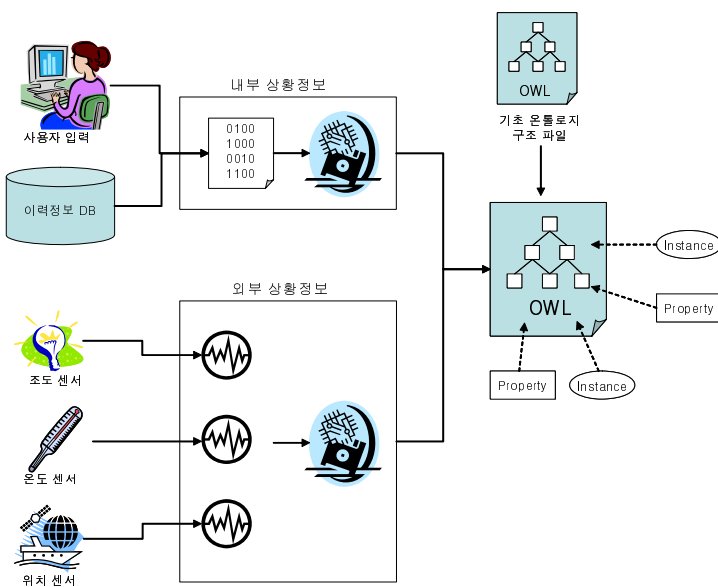 사용자 입력
이력정보 DB
내부 상황정보
0100
1000
0010
1100
OWL
기초 온톨로지
구조 파일
OWL
Instance
Property
Property
Instance
외부 상황정보
조도 센서
온도 센서
위치 센서